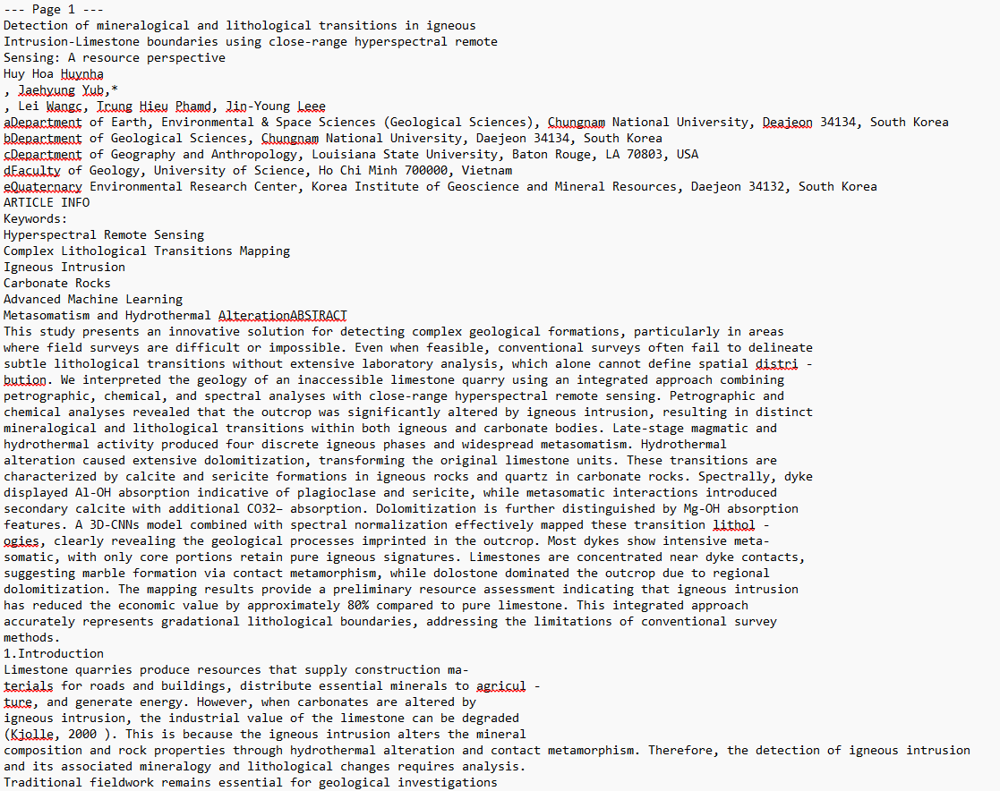 --- Page 1 ---
Detection of mineralogical and lithological transitions in igneous
Intrusion-Limestone boundaries using close-range hyperspectral remote
Sensing: A resource perspective
Huy Hoa Huynha
, Jaehyung Yub,*
, Lei Wangc, Trung Hieu Phamd, Jin-Young Leee
aDepartment of Earth, Environmental & Space Sciences (Geological Sciences), Chungnam National University, Deajeon 34134, South Korea
bDepartment of Geological Sciences, Chungnam National University, Daejeon 34134, South Korea
cDepartment of Geography and Anthropology, Louisiana State University, Baton Rouge, LA 70803, USA
dFaculty of Geology, University of Science, Ho Chi Minh 700000, Vietnam
eQuaternary Environmental Research Center, Korea Institute of Geoscience and Mineral Resources, Daejeon 34132, South Korea
ARTICLE INFO
Keywords:
Hyperspectral Remote Sensing
Complex Lithological Transitions Mapping
Igneous Intrusion
Carbonate Rocks
Advanced Machine Learning
Metasomatism and Hydrothermal AlterationABSTRACT
This study presents an innovative solution for detecting complex geological formations, particularly in areas
where field surveys are difficult or impossible. Even when feasible, conventional surveys often fail to delineate
subtle lithological transitions without extensive laboratory analysis, which alone cannot define spatial distri -
bution. We interpreted the geology of an inaccessible limestone quarry using an integrated approach combining
petrographic, chemical, and spectral analyses with close-range hyperspectral remote sensing. Petrographic and
chemical analyses revealed that the outcrop was significantly altered by igneous intrusion, resulting in distinct
mineralogical and lithological transitions within both igneous and carbonate bodies. Late-stage magmatic and
hydrothermal activity produced four discrete igneous phases and widespread metasomatism. Hydrothermal
alteration caused extensive dolomitization, transforming the original limestone units. These transitions are
characterized by calcite and sericite formations in igneous rocks and quartz in carbonate rocks. Spectrally, dyke
displayed Al-OH absorption indicative of plagioclase and sericite, while metasomatic interactions introduced
secondary calcite with additional CO32– absorption. Dolomitization is further distinguished by Mg-OH absorption
features. A 3D-CNNs model combined with spectral normalization effectively mapped these transition lithol -
ogies, clearly revealing the geological processes imprinted in the outcrop. Most dykes show intensive meta-
somatic, with only core portions retain pure igneous signatures. Limestones are concentrated near dyke contacts,
suggesting marble formation via contact metamorphism, while dolostone dominated the outcrop due to regional
dolomitization. The mapping results provide a preliminary resource assessment indicating that igneous intrusion
has reduced the economic value by approximately 80% compared to pure limestone. This integrated approach
accurately represents gradational lithological boundaries, addressing the limitations of conventional survey
methods.
1.Introduction
Limestone quarries produce resources that supply construction ma-
terials for roads and buildings, distribute essential minerals to agricul -
ture, and generate energy. However, when carbonates are altered by
igneous intrusion, the industrial value of the limestone can be degraded
(Kjolle, 2000 ). This is because the igneous intrusion alters the mineral
composition and rock properties through hydrothermal alteration and contact metamorphism. Therefore, the detection of igneous intrusion
and its associated mineralogy and lithological changes requires analysis.
Traditional fieldwork remains essential for geological investigations